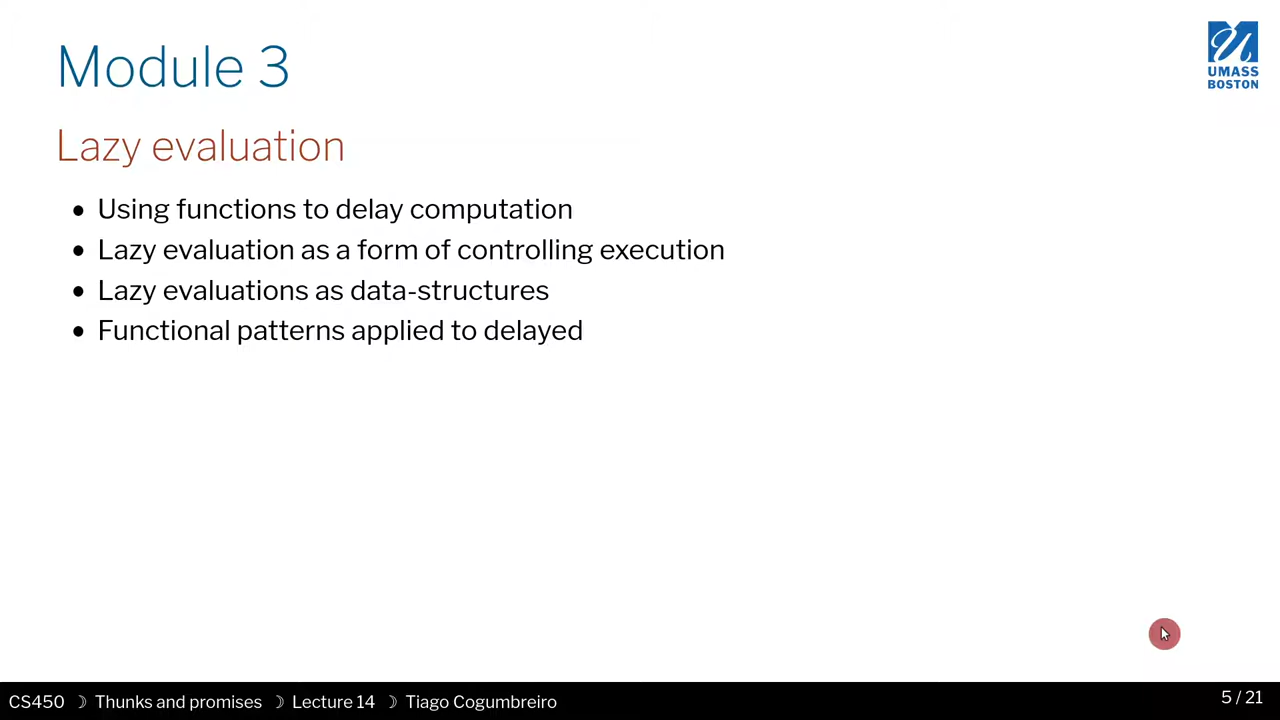 Module 3
UMASS
BOSTON
Lazy evaluation
Using functions to delay computation
Lazy evaluation as a form of controlling execution
Lazy evaluations as data-structures
Functional patterns applied to delayed
CS450 ☽ Thunks and promises ☽ Lecture 14 ☽ Tiago Cogumbreiro
5 / 21